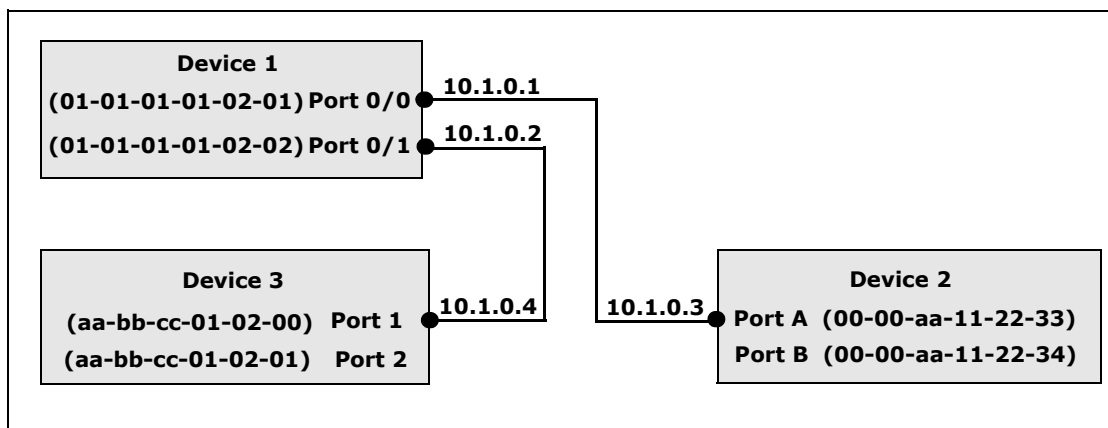 Device 1
(01-01-01-01-02-01) Port 0/0
10.1.0.1
(01-01-01-01-02-02) Port 0/1
10.1.0.2
Device 3
(aa-bb-cc-01-02-00) Port 1
10.1.0.4
(aa-bb-cc-01-02-01) Port 2
Device 2
10.1.0.3
Port A (00-00-aa-11-22-33)
Port B (00-00-aa-11-22-34)